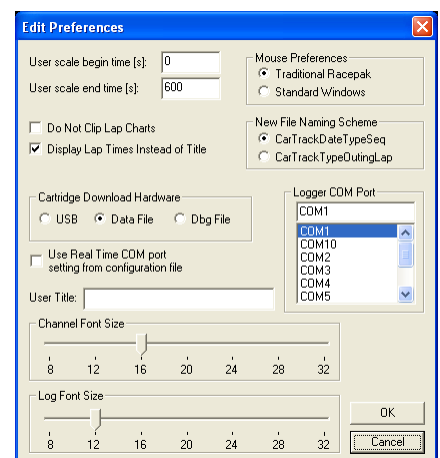 Edit Preferences
User scale begin time [s]: 0
User scale end time [s]: 600
Mouse Preferences
Traditional Racepak
Standard Windows
Do Not Clip Lap Charts
Display Lap Times Instead of Title
New File Naming Scheme
CarTrackDateTypeSeq
CarTrackTypeOutingLap
Cartridge Download Hardware
USB Data File Dbg File
Use Real Time COM port
setting from configuration file
Logger COM Port
COM1
COM1
COM10
COM2
COM3
COM4
COM5
User Title:
Channel Font Size
8 12 16 20 24 28 32
Log Font Size
8 12 16 20 24 28 32
OK
Cancel